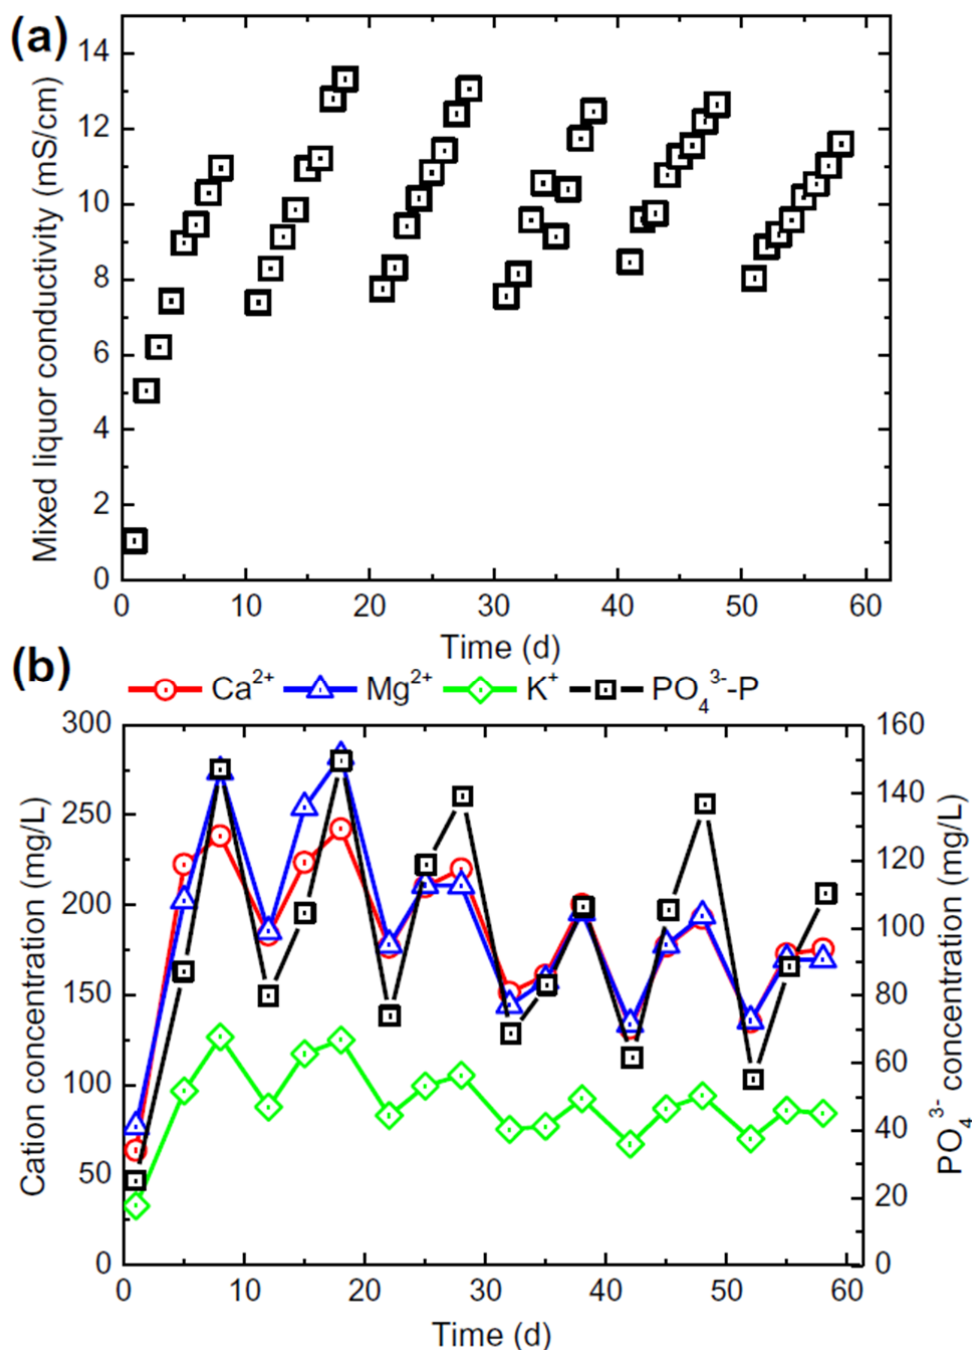 (a)
Mixed liquor conductivity (mS/cm)
14
12
10
8
6
4
2
0
0 10 20 30 40 50 60
Time (d)
(b)
Ca²⁺ Mg²⁺ K⁺ PO₄³⁻-P
Cation concentration (mg/L)
300
250
200
150
100
50
0
160
140
120
100
80
60
40
20
0
PO₄³⁻ concentration (mg/L)
0 10 20 30 40 50 60
Time (d)